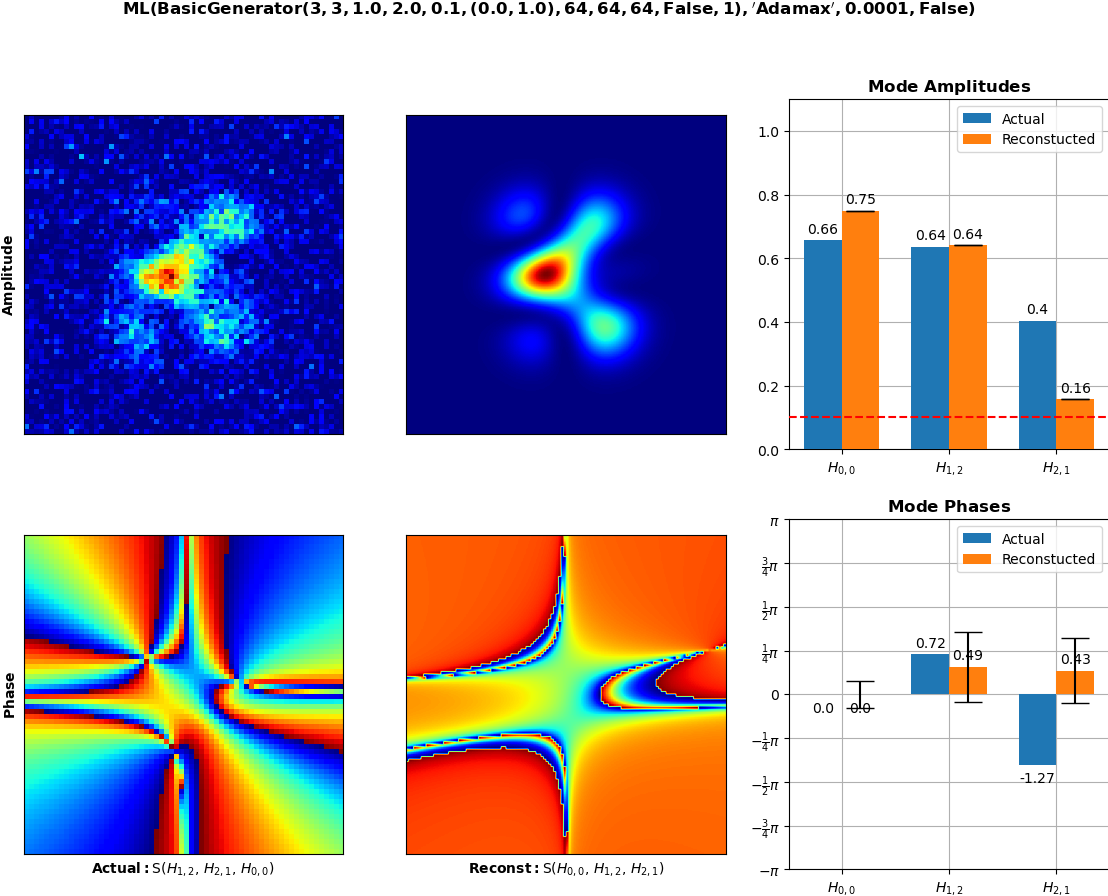 ML(BasicGenerator(3, 3, 1.0, 2.0, 0.1, (0.0, 1.0), 64, 64, 64, False, 1), ′Adamax′, 0.0001, False)
Amplitude
Mode Amplitudes
Actual
Reconstucted
1.0
0.8
0.6
0.4
0.2
0.0
0.66
0.75
0.64
0.64
0.4
0.16
H0,0
H1,2
H2,1
Phase
Actual: S(H1,2, H2,1, H0,0)
Reconst: S(H0,0, H1,2, H2,1)
Mode Phases
Actual
Reconstucted
π
3/4π
1/2π
1/4π
0
−1/4π
−1/2π
−3/4π
−π
0.0
0.72
0.49
-1.27
0.43
H0,0
H1,2
H2,1